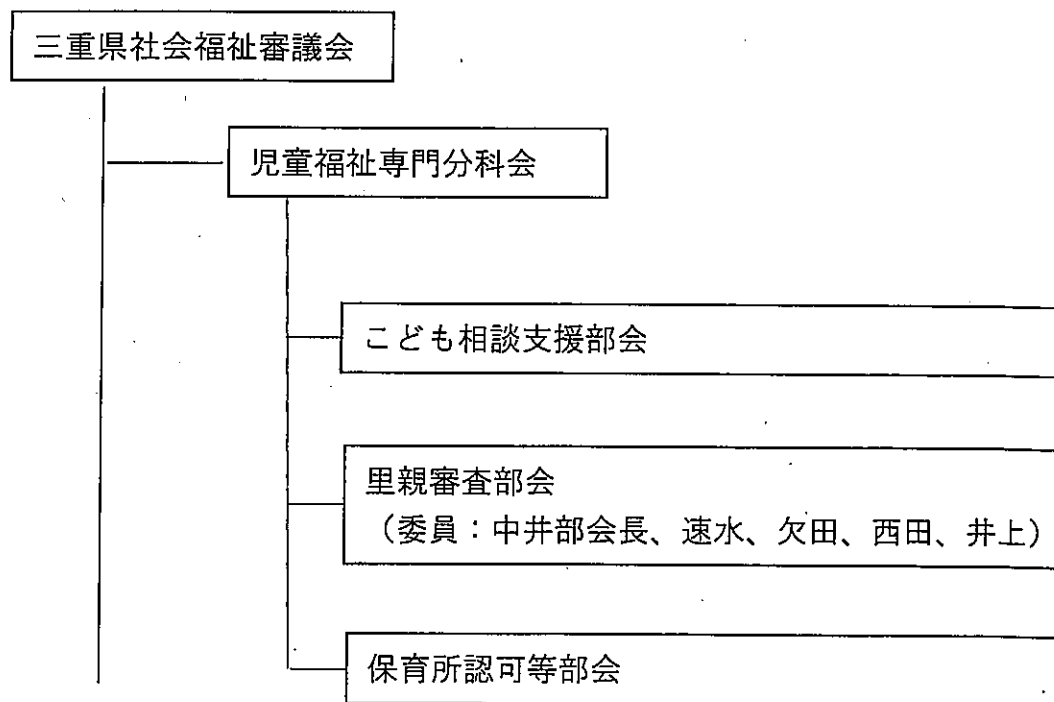 三重県社会福祉審議会
児童福祉専門分科会
こども相談支援部会
里親審査部会
（委員：中井部会長、速水、欠田、西田、井上）
保育所認可等部会